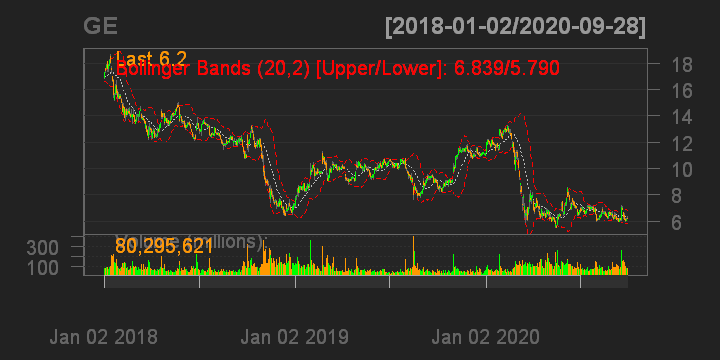 GE [2018-01-02/2020-09-28]
Last 6.2
Bollinger Bands (20,2) [Upper/Lower]: 6.839/5.790
18
16
14
12
10
8
6
Volume (millions):
80,295,621
300
100
Jan 02 2018 Jan 02 2019 Jan 02 2020